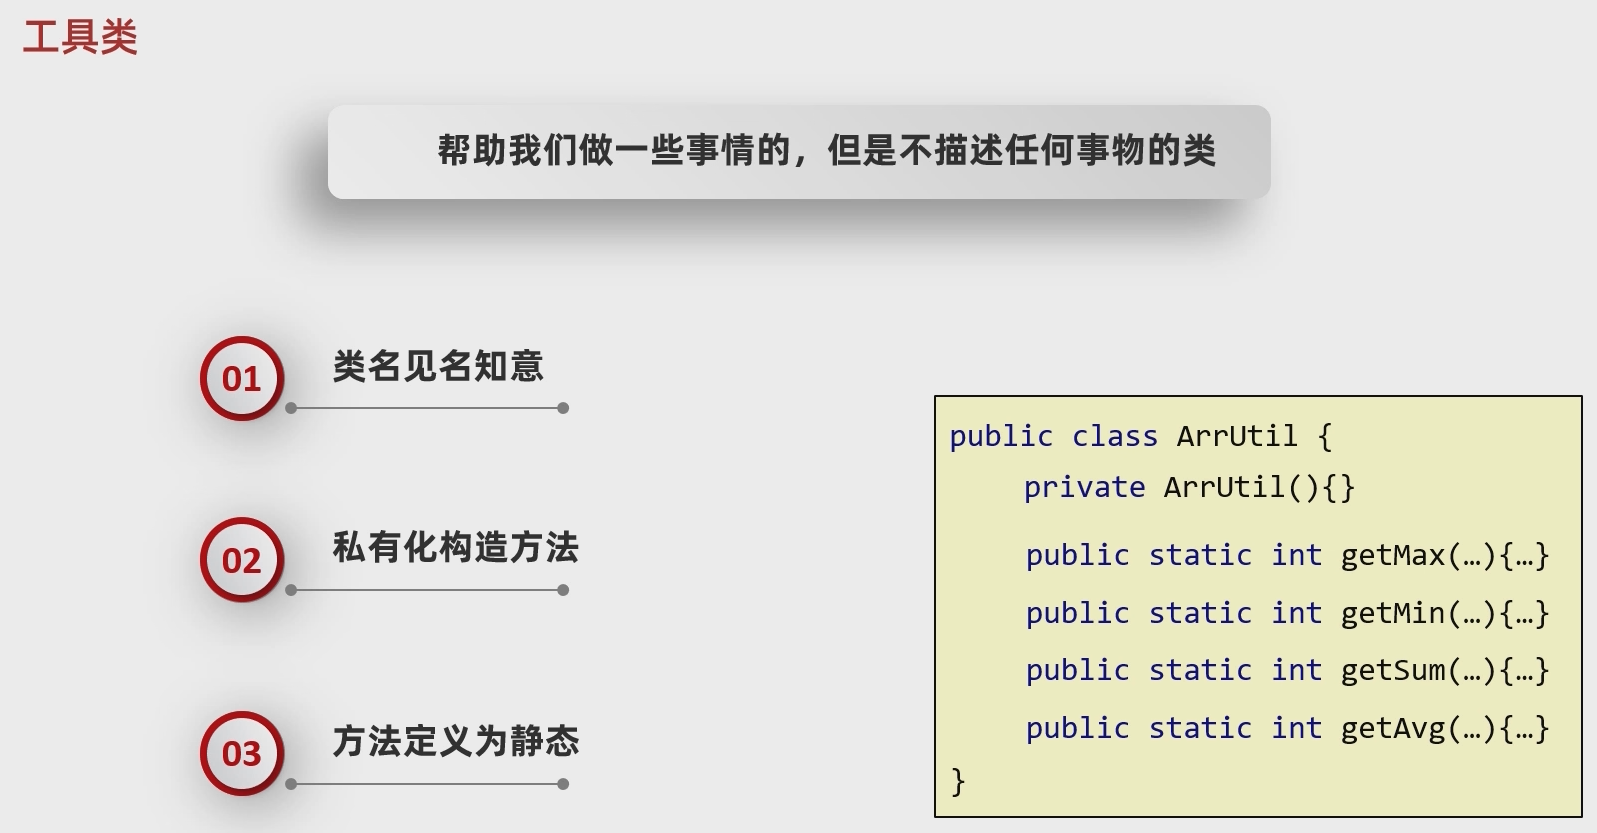 工具类
帮助我们做一些事情的，但是不描述任何事物的类
01 类名见名知意
02 私有化构造方法
03 方法定义为静态
public class ArrUtil {
private ArrUtil(){}
public static int getMax(…){…}
public static int getMin(…){…}
public static int getSum(…){…}
public static int getAvg(…){…}
}